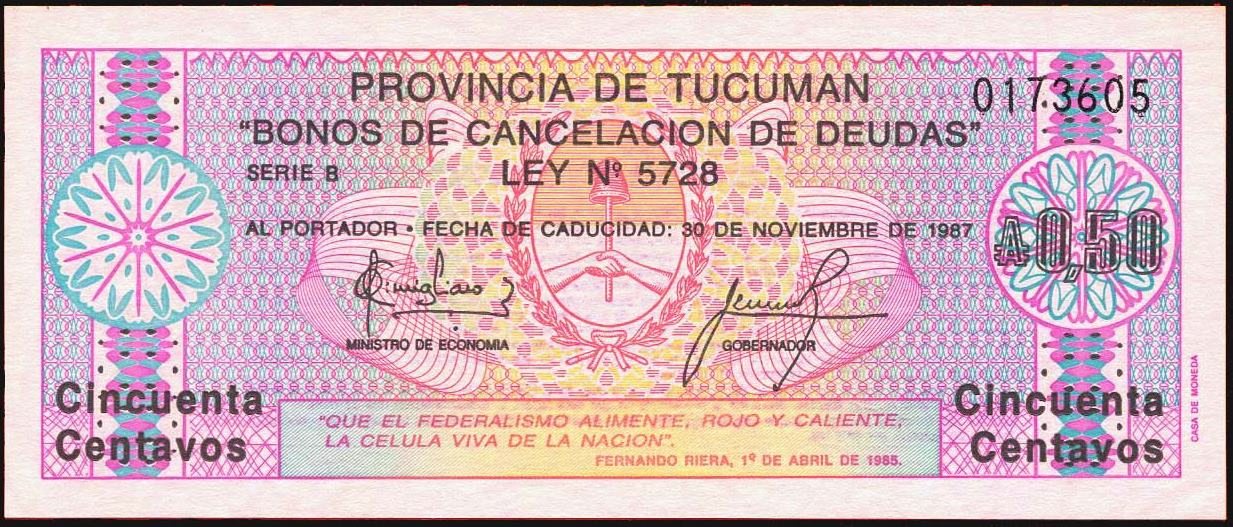 PROVINCIA DE TUCUMAN
0173605
"BONOS DE CANCELACION DE DEUDAS"
SERIE B
LEY Nº 5728
AL PORTADOR • FECHA DE CADUCIDAD: 30 DE NOVIEMBRE DE 1987
₳0,50
MINISTRO DE ECONOMIA
GOBERNADOR
Cincuenta
Centavos
Cincuenta
Centavos
"QUE EL FEDERALISMO ALIMENTE, ROJO Y CALIENTE,
LA CELULA VIVA DE LA NACION".
FERNANDO RIERA, 1º DE ABRIL DE 1985.
CASA DE MONEDA